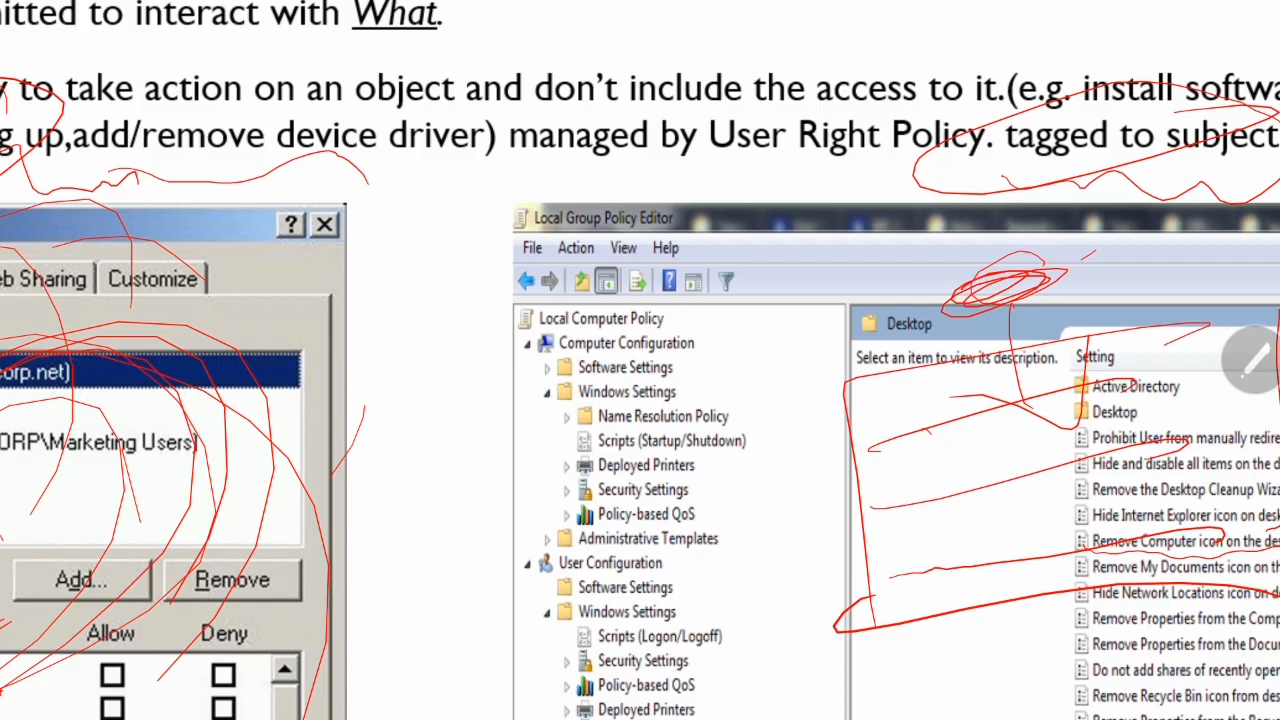 itted to interact with What.
y to take action on an object and don't include the access to it.(e.g. install softwa
g up,add/remove device driver) managed by User Right Policy. tagged to subject
Local Group Policy Editor
File Action View Help
eb Sharing Customize
Local Computer Policy
Computer Configuration
Software Settings
Windows Settings
Name Resolution Policy
Scripts (Startup/Shutdown)
Deployed Printers
Security Settings
Policy-based QoS
Administrative Templates
User Configuration
Software Settings
Windows Settings
Scripts (Logon/Logoff)
Security Settings
Policy-based QoS
Deployed Printers
Desktop
Select an item to view its description.
Setting
Active Directory
Desktop
Prohibit User from manually redire
Hide and disable all items on the d
Remove the Desktop Cleanup Wiza
Hide Internet Explorer icon on desk
Remove Computer icon on the des
Remove My Documents icon on th
Hide Network Locations icon on de
Remove Properties from the Comp
Remove Properties from the Docu
Do not add shares of recently oper
Remove Recycle Bin icon from des
corp.net)
ORP\Marketing Users)
Add... Remove
Allow Deny